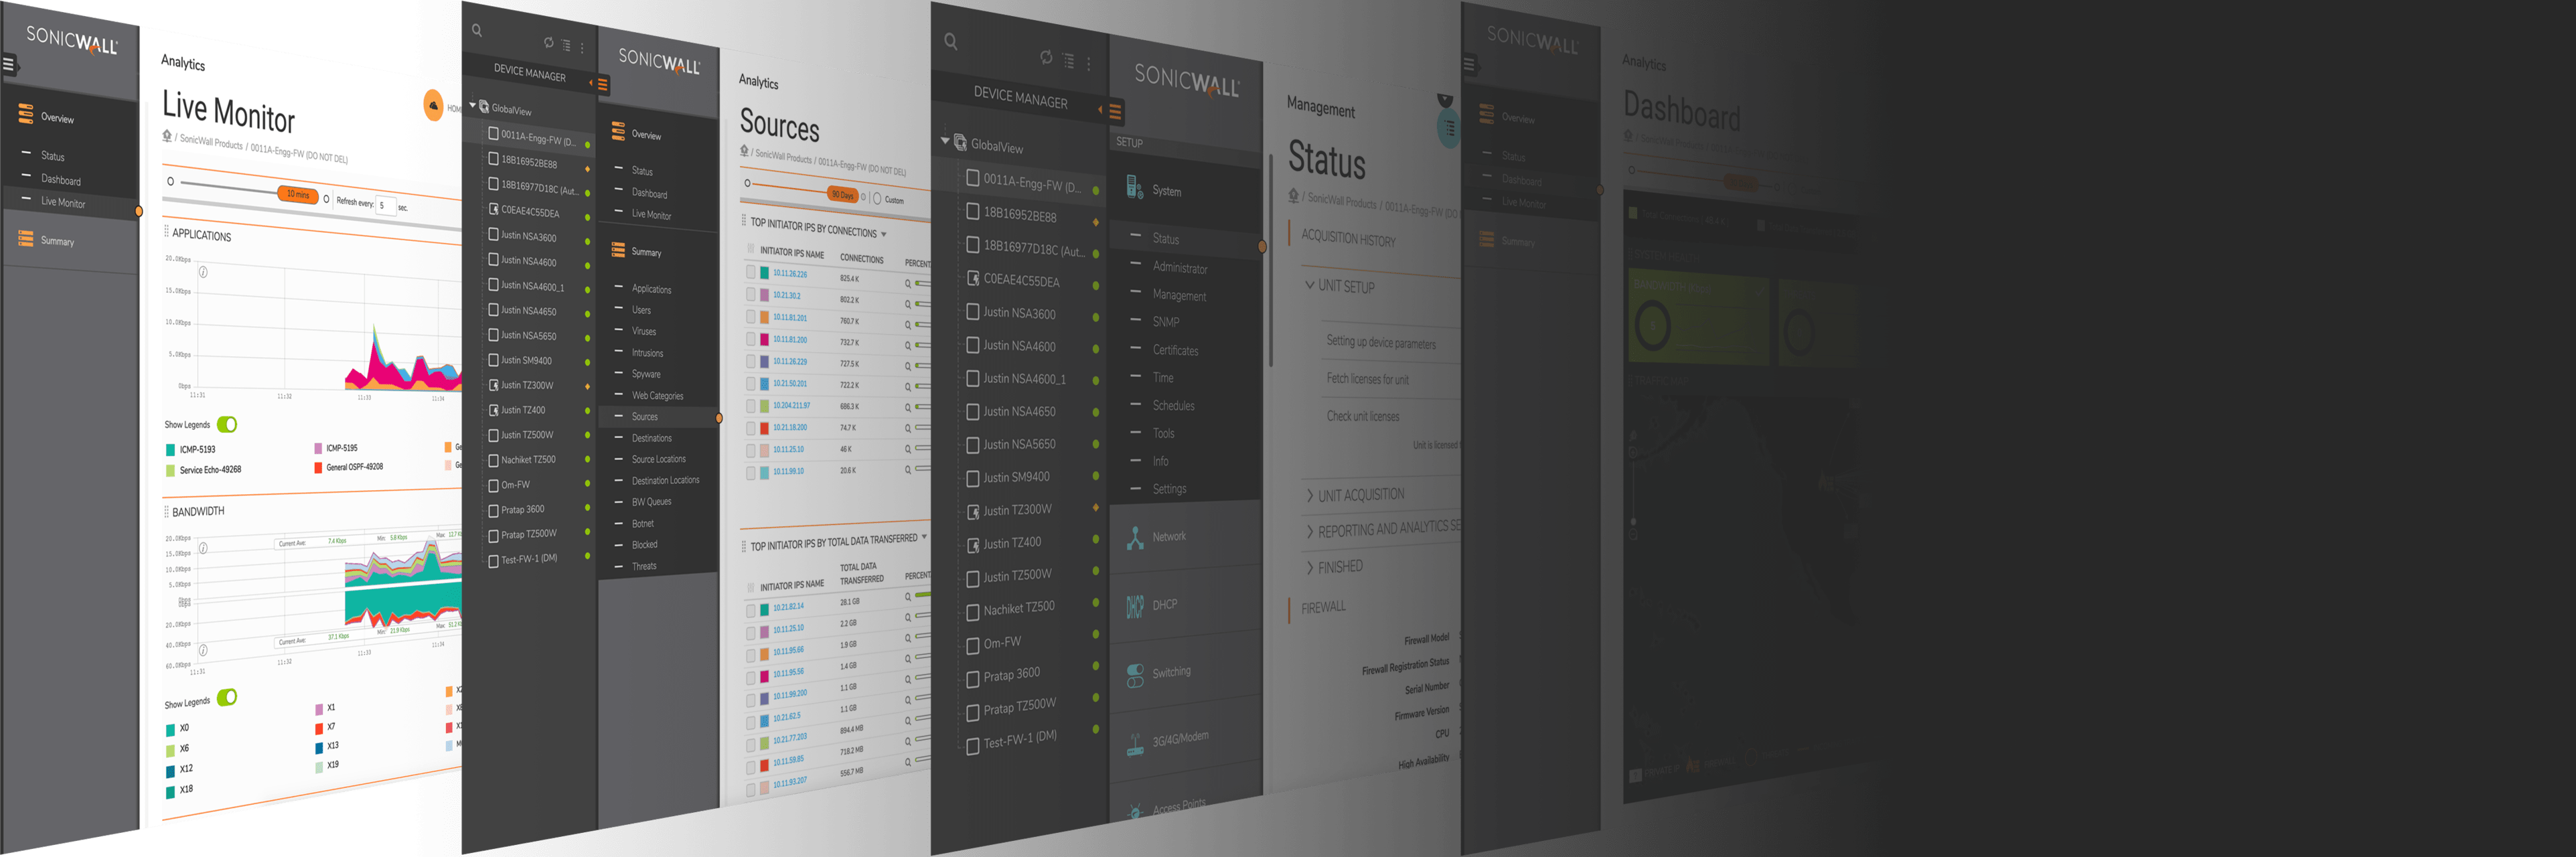 SONICWALL
Overview
Status
Dashboard
Live Monitor
Summary
Analytics
Live Monitor
HOM
/ SonicWall Products / 0011A-Engg-FW (DO NOT DEL)
10 mins
Refresh every: 5 sec.
APPLICATIONS
20.0Kbps
15.0Kbps
10.0Kbps
5.0Kbps
0bps
11:31 11:32 11:33 11:34
Show Legends
ICMP-5193 ICMP-5195 Ge
Service Echo-49268 General OSPF-49208 Ge
BANDWIDTH
20.0Kbps
15.0Kbps
10.0Kbps
5.0Kbps
0bps
0bps
20.0Kbps
40.0Kbps
60.0Kbps
Current Ave: 7.4 Kbps Min: 5.8 Kbps Max: 12.7 K
Current Ave: 37.1 Kbps Min: 21.9 Kbps Max: 51.2 K
11:31 11:32 11:33 11:34
Show Legends
X0 X1
X6 X7
X12 X13
X18 X19
DEVICE MANAGER
GlobalView
0011A-Engg-FW (D...
18B16952BE88
18B16977D18C (Aut...
C0EAE4C55DEA
Justin NSA3600
Justin NSA4600
Justin NSA4600_1
Justin NSA4650
Justin NSA5650
Justin SM9400
Justin TZ300W
Justin TZ400
Justin TZ500W
Nachiket TZ500
Om-FW
Pratap 3600
Pratap TZ500W
Test-FW-1 (DM)
SONICWALL
Overview
Status
Dashboard
Live Monitor
Summary
Applications
Users
Viruses
Intrusions
Spyware
Web Categories
Sources
Destinations
Source Locations
Destination Locations
BW Queues
Botnet
Blocked
Threats
Analytics
Sources
/ SonicWall Products / 0011A-Engg-FW (DO NOT DEL)
90 Days Custom
TOP INITIATOR IPS BY CONNECTIONS
INITIATOR IPS NAME CONNECTIONS PERCENT
10.11.26.226 825.4 K
10.21.30.2 802.2 K
10.11.81.201 760.7 K
10.11.81.200 732.7 K
10.11.26.229 727.5 K
10.21.50.201 722.2 K
10.204.211.97 686.3 K
10.21.18.200 74.7 K
10.11.25.10 46 K
10.11.99.10 20.6 K
TOP INITIATOR IPS BY TOTAL DATA TRANSFERRED
INITIATOR IPS NAME TOTAL DATA TRANSFERRED PERCENT
10.21.82.14 28.1 GB
10.11.25.10 2.2 GB
10.11.95.66 1.9 GB
10.11.95.56 1.4 GB
10.11.99.200 1.1 GB
10.21.62.5 1.1 GB
10.21.77.203 894.4 MB
10.11.59.85 718.2 MB
10.11.93.207 556.7 MB
DEVICE MANAGER
GlobalView
0011A-Engg-FW (D...
18B16952BE88
18B16977D18C (Aut...
C0EAE4C55DEA
Justin NSA3600
Justin NSA4600
Justin NSA4600_1
Justin NSA4650
Justin NSA5650
Justin SM9400
Justin TZ300W
Justin TZ400
Justin TZ500W
Nachiket TZ500
Om-FW
Pratap 3600
Pratap TZ500W
Test-FW-1 (DM)
SONICWALL
SETUP
System
Status
Administrator
Management
SNMP
Certificates
Time
Schedules
Tools
Info
Settings
Network
DHCP
DHCP
Switching
3G/4G/Modem
Access Points
Management
Status
/ SonicWall Products / 0011A-Engg-FW (DO
ACQUISITION HISTORY
UNIT SETUP
Setting up device parameters
Fetch licenses for unit
Check unit licenses
Unit is licensed f
UNIT ACQUISITION
REPORTING AND ANALYTICS SE
FINISHED
FIREWALL
Firewall Model
Firewall Registration Status
Serial Number
Firmware Version
CPU
High Availability
SONICWALL
Overview
Status
Dashboard
Live Monitor
Summary
Analytics
Dashboard